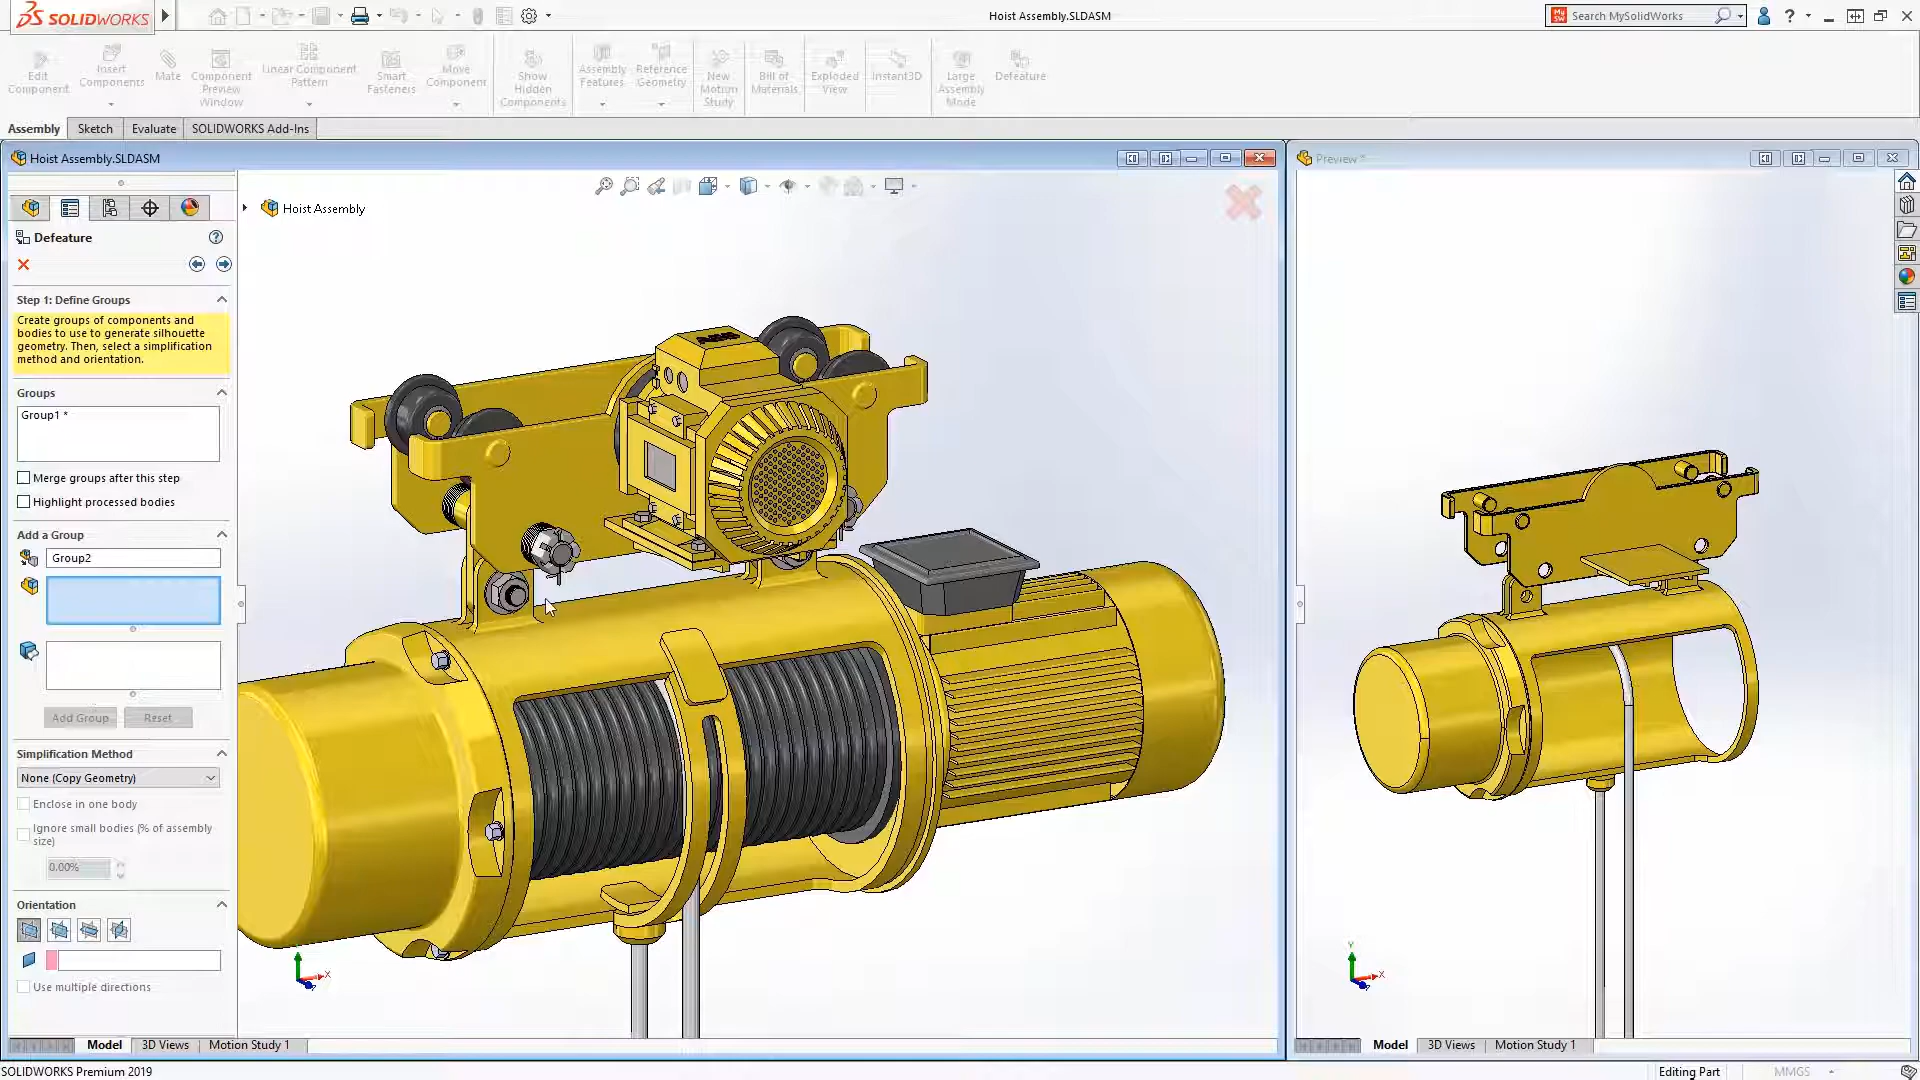 SOLIDWORKS
Hoist Assembly.SLDASM
Search MySolidWorks
Edit Component
Insert Components
Mate
Component Preview Window
Linear Component Pattern
Smart Fasteners
Move Component
Show Hidden Components
Assembly Features
Reference Geometry
New Motion Study
Bill of Materials
Exploded View
Instant3D
Large Assembly Mode
Defeature
Assembly
Sketch
Evaluate
SOLIDWORKS Add-Ins
Hoist Assembly.SLDASM
Preview *
Hoist Assembly
Defeature
Step 1: Define Groups
Create groups of components and
bodies to use to generate silhouette
geometry. Then, select a simplification
method and orientation.
Groups
Group1 *
Merge groups after this step
Highlight processed bodies
Add a Group
Group2
Add Group
Reset
Simplification Method
None (Copy Geometry)
Enclose in one body
Ignore small bodies (% of assembly
size)
0.00%
Orientation
Use multiple directions
Y
X
Y
X
Model
3D Views
Motion Study 1
Model
3D Views
Motion Study 1
SOLIDWORKS Premium 2019
Editing Part
MMGS